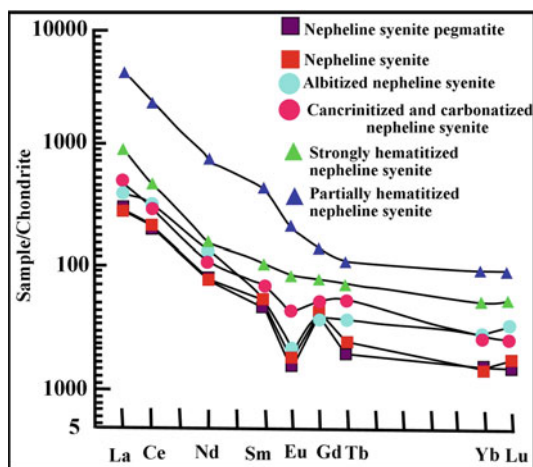 10000
1000
100
1000
5
Sample/Chondrite
Nepheline syenite pegmatite
Nepheline syenite
Albitized nepheline syenite
Cancrinitized and carbonatized
nepheline syenite
Strongly hematitized
nepheline syenite
Partially hematitized
nepheline syenite
La Ce Nd Sm Eu Gd Tb Yb Lu